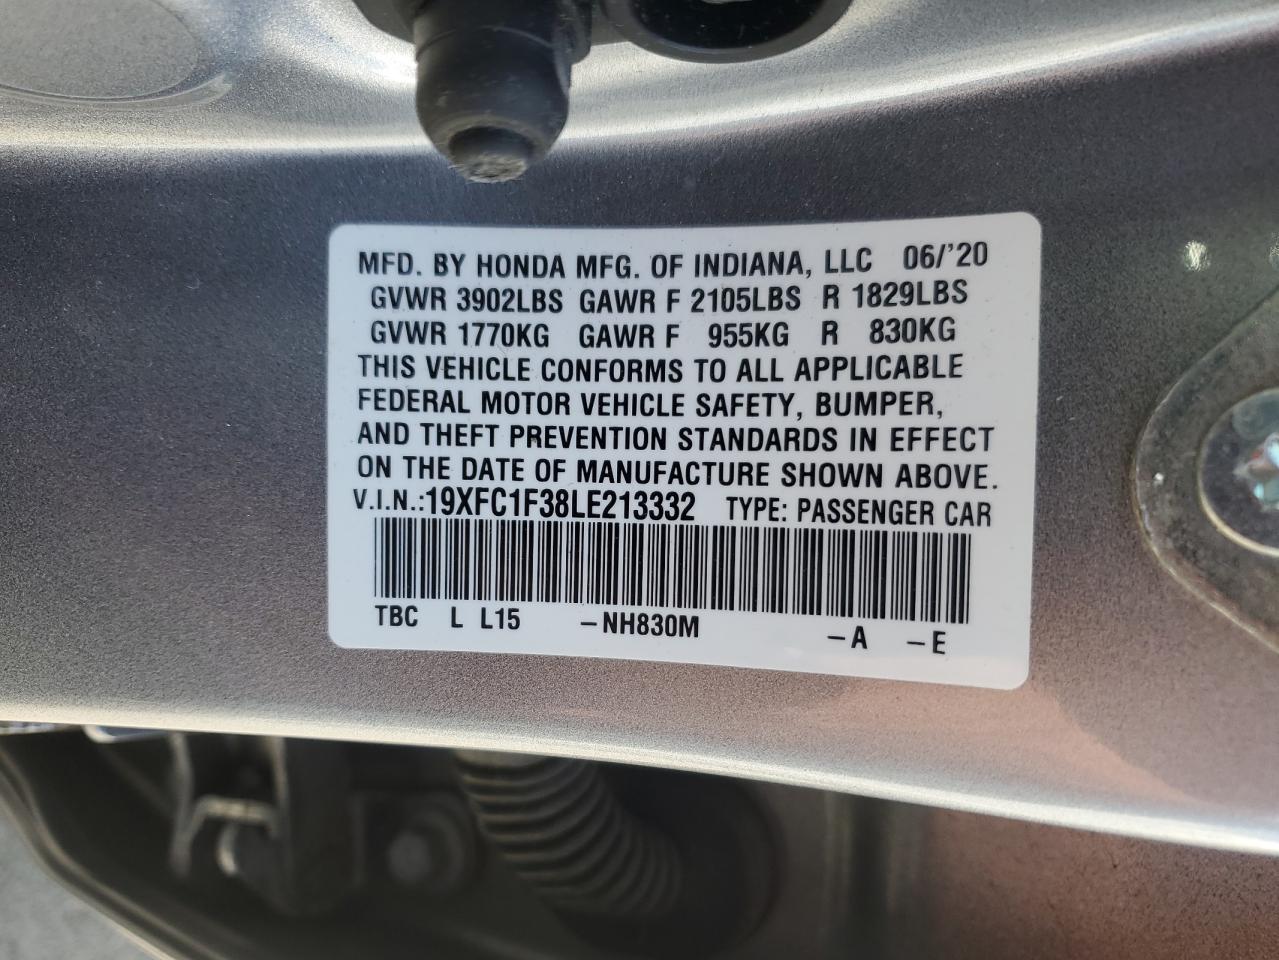 MFD. BY HONDA MFG. OF INDIANA, LLC 06/'20
GVWR 3902LBS GAWR F 2105LBS R 1829LBS
GVWR 1770KG GAWR F 955KG R 830KG
THIS VEHICLE CONFORMS TO ALL APPLICABLE
FEDERAL MOTOR VEHICLE SAFETY, BUMPER,
AND THEFT PREVENTION STANDARDS IN EFFECT
ON THE DATE OF MANUFACTURE SHOWN ABOVE.
V.I.N.:19XFC1F38LE213332 TYPE: PASSENGER CAR
TBC L L15 -NH830M -A -E